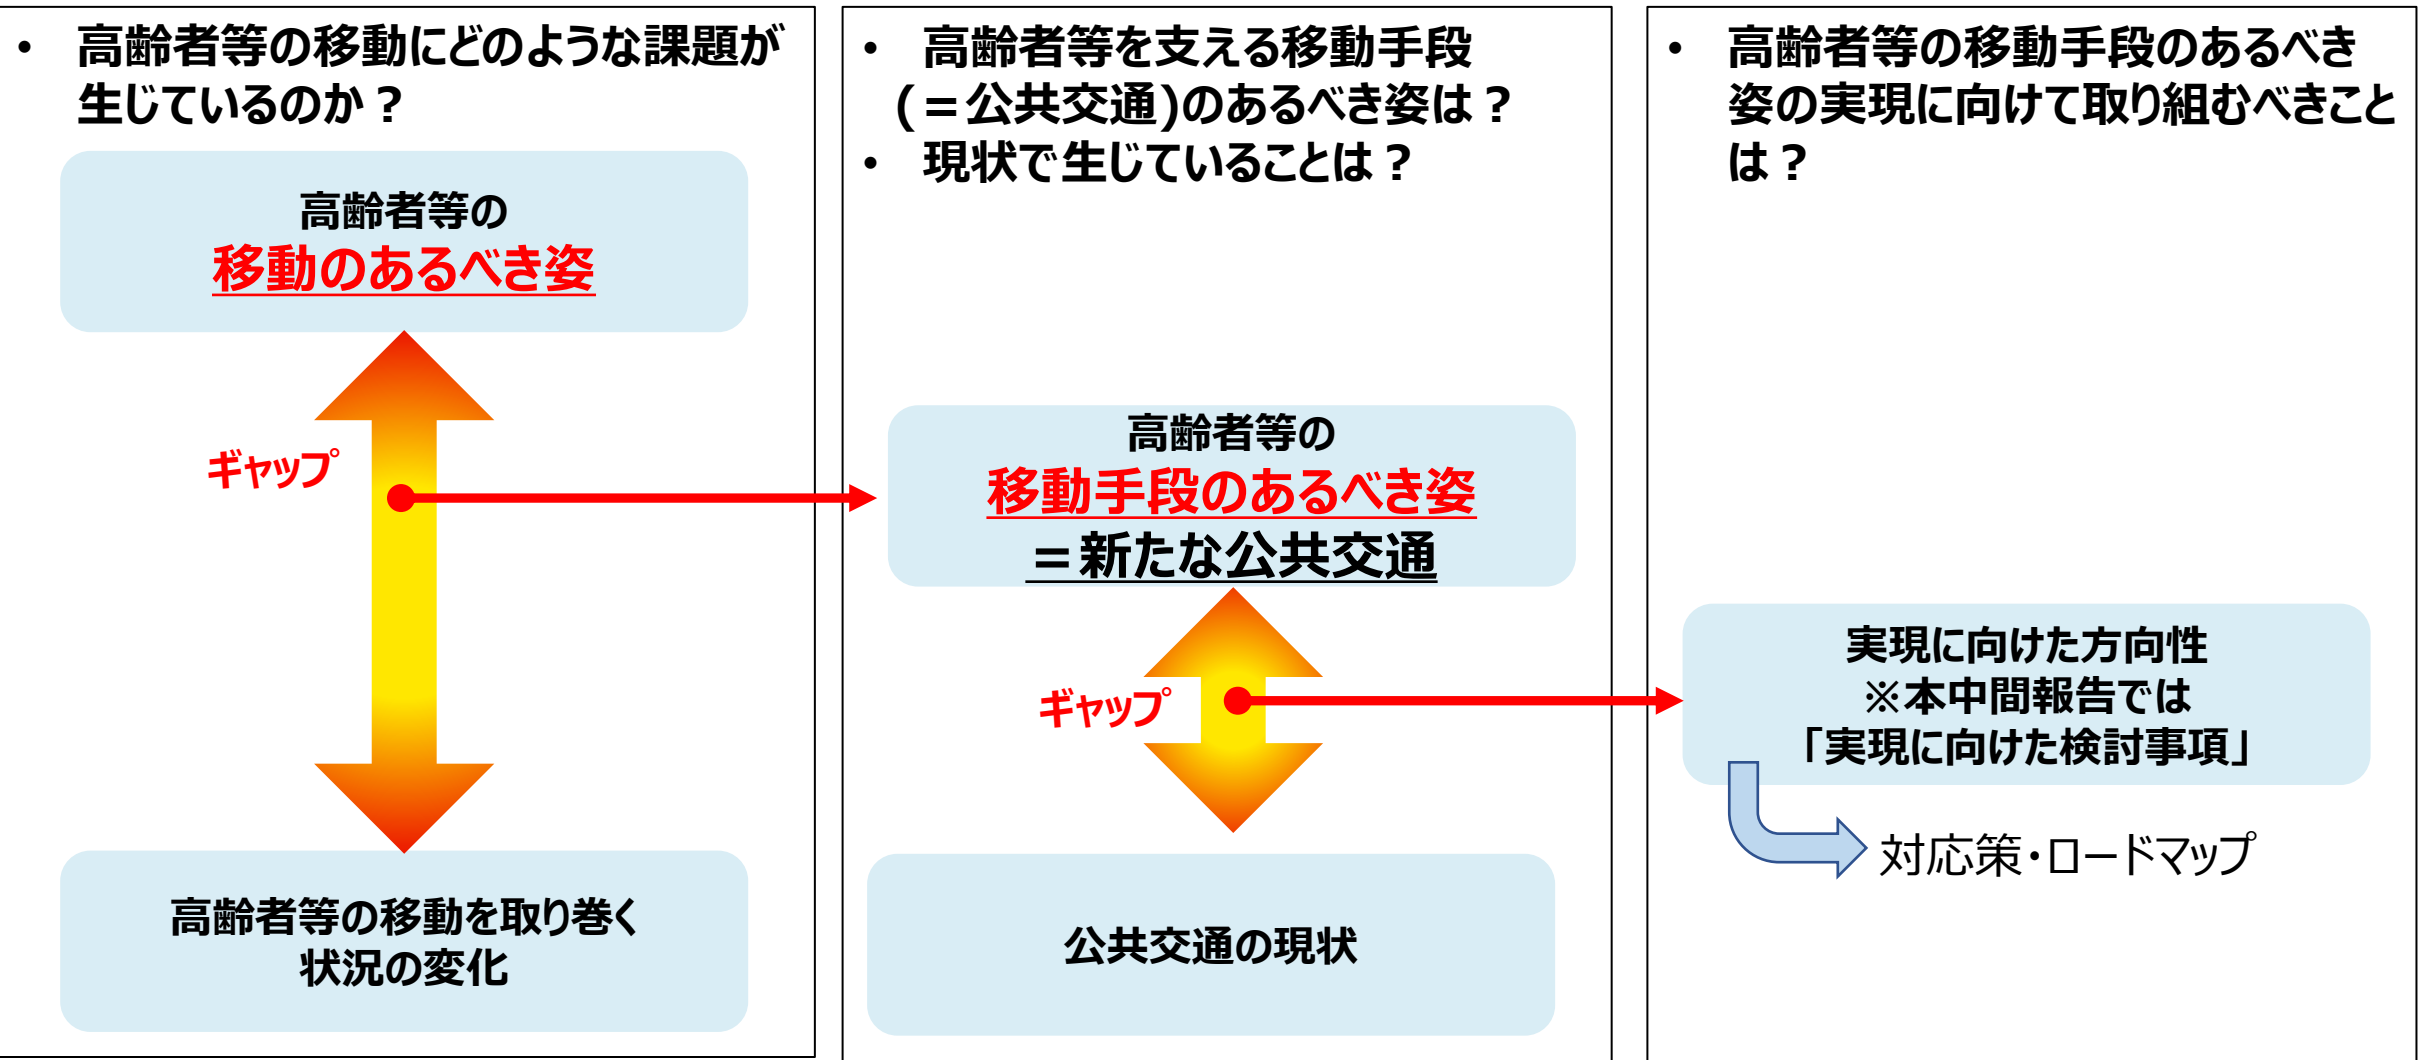 • 高齢者等の移動にどのような課題が
生じているのか？
高齢者等の
移動のあるべき姿
ギャップ
高齢者等の移動を取り巻く
状況の変化
• 高齢者等を支える移動手段
(＝公共交通)のあるべき姿は？
• 現状で生じていることは？
高齢者等の
移動手段のあるべき姿
＝新たな公共交通
ギャップ
公共交通の現状
• 高齢者等の移動手段のあるべき
姿の実現に向けて取り組むべきこと
は？
実現に向けた方向性
※本中間報告では
「実現に向けた検討事項」
対応策・ロードマップ